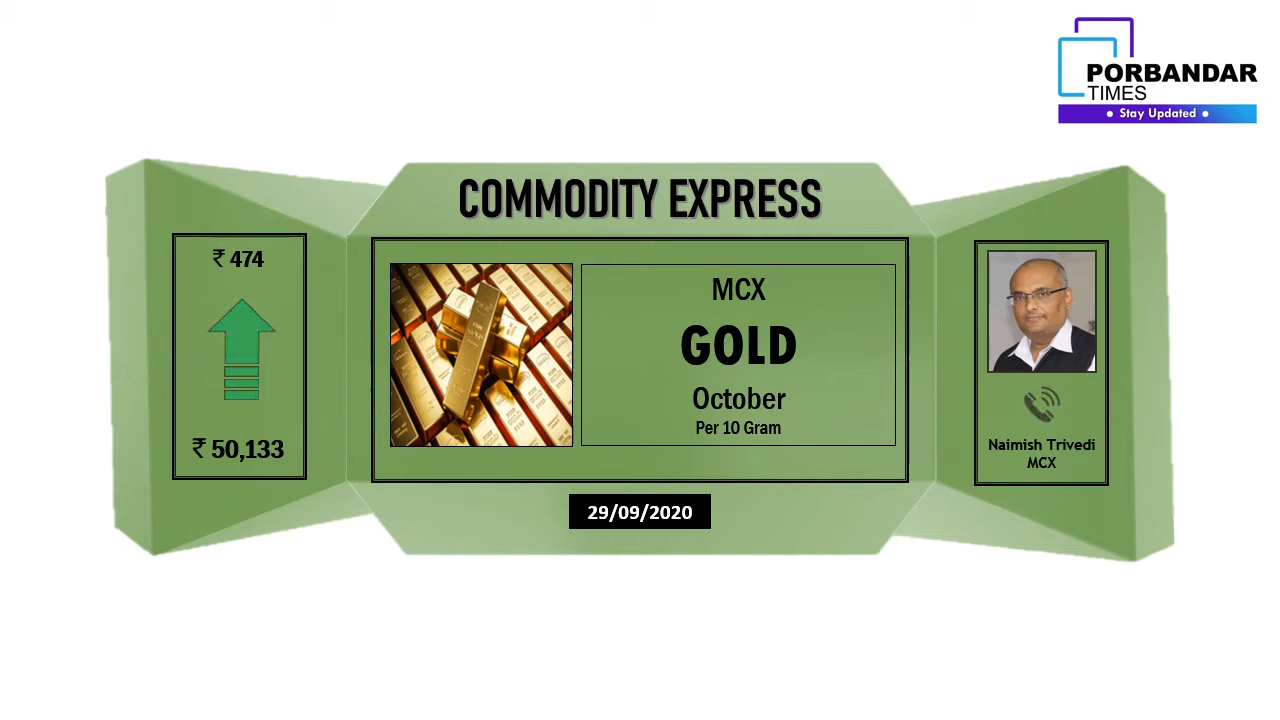 PORBANDAR
TIMES
• Stay Updated •
COMMODITY EXPRESS
₹ 474
₹ 50,133
MCX
GOLD
October
Per 10 Gram
Naimish Trivedi
MCX
29/09/2020